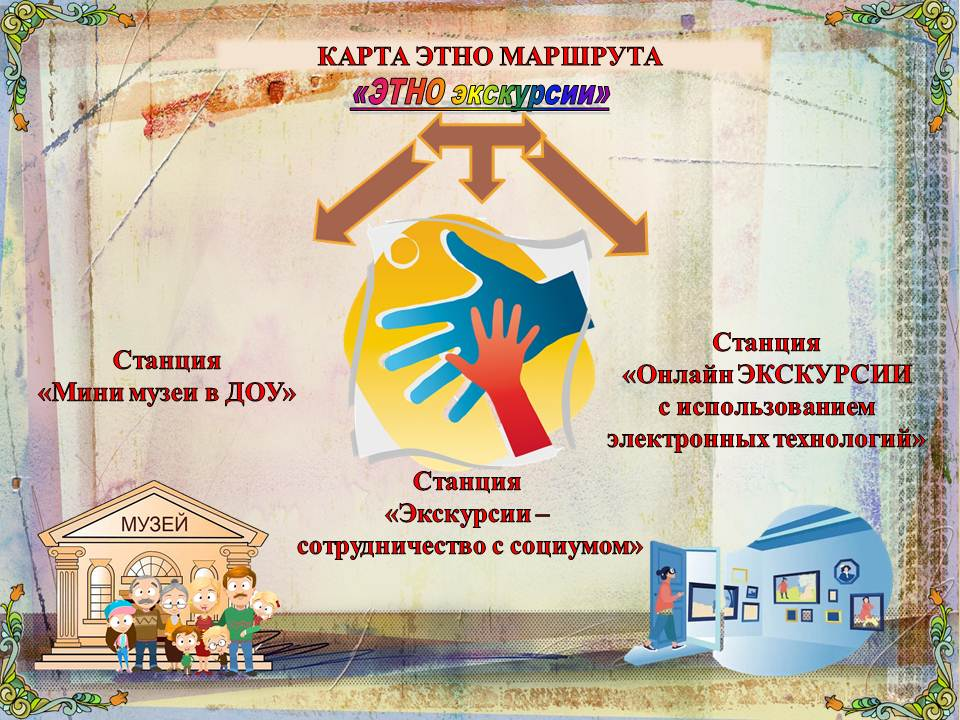 КАРТА ЭТНО МАРШРУТА
«ЭТНО экскурсии»
Станция
«Мини музеи в ДОУ»
Станция
«Экскурсии –
сотрудничество с социумом»
Станция
«Онлайн ЭКСКУРСИИ
с использованием
электронных технологий»
МУЗЕЙ